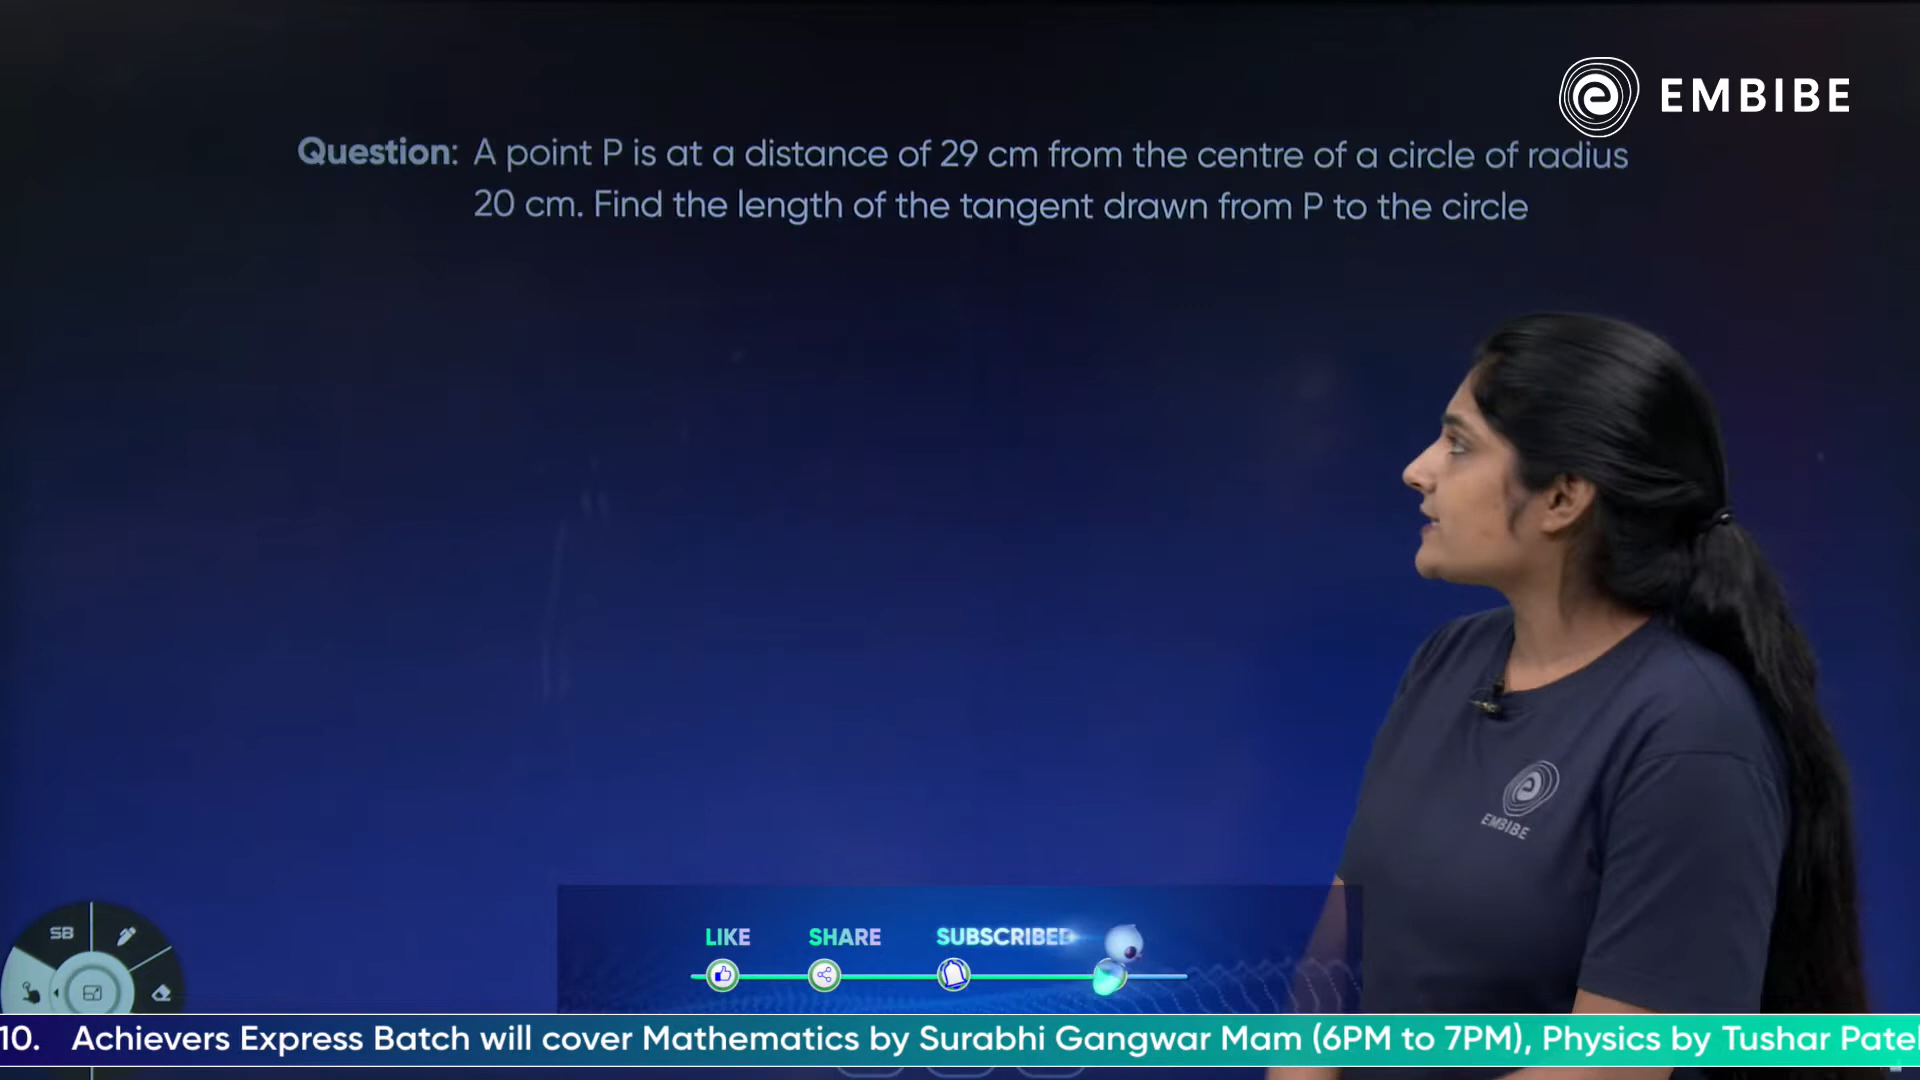 EMBIBE
Question: A point P is at a distance of 29 cm from the centre of a circle of radius
20 cm. Find the length of the tangent drawn from P to the circle
EMBIBE
SB
LIKE SHARE SUBSCRIBED
10. Achievers Express Batch will cover Mathematics by Surabhi Gangwar Mam (6PM to 7PM), Physics by Tushar Patel